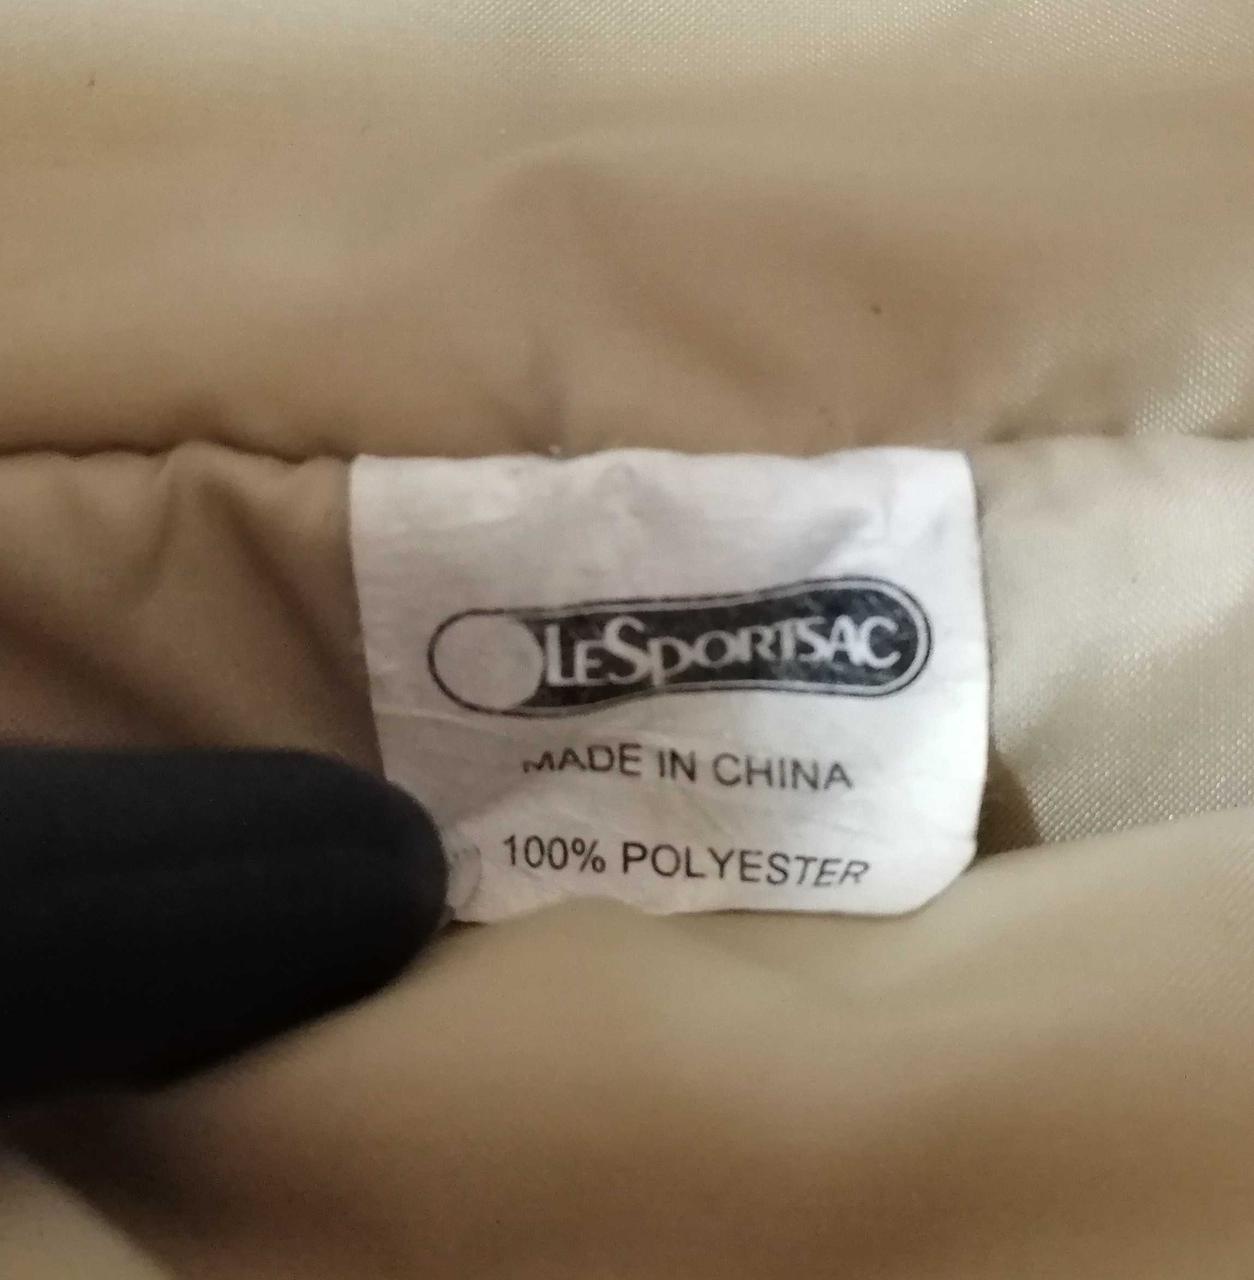 LESPORTSAC
MADE IN CHINA
100% POLYESTER